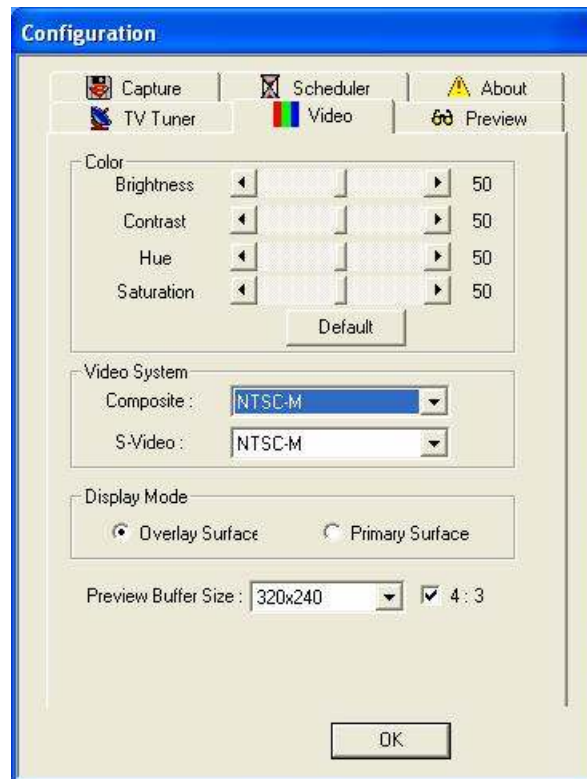 Configuration
Capture
Scheduler
About
TV Tuner
Video
Preview
Color
Brightness 50
Contrast 50
Hue 50
Saturation 50
Default
Video System
Composite : NTSC-M
S-Video : NTSC-M
Display Mode
Overlay Surface
Primary Surface
Preview Buffer Size : 320x240 4 : 3
OK